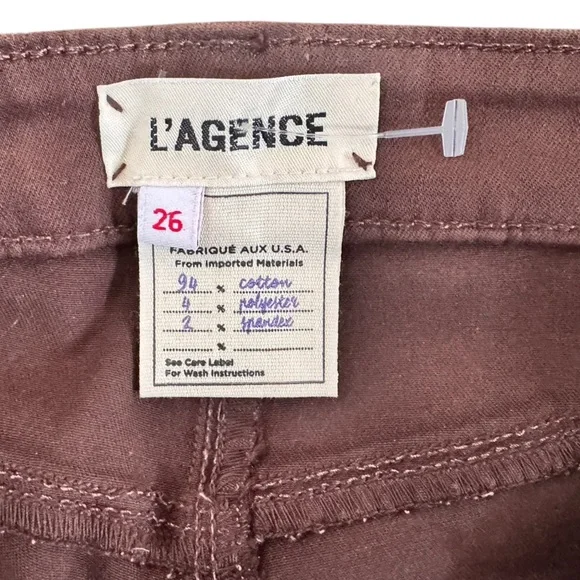 L'AGENCE
26
FABRIQUÉ AUX U.S.A.
From Imported Materials
94 % cotton
4 % polyester
2 % spandex
%
See Care Label
For Wash Instructions